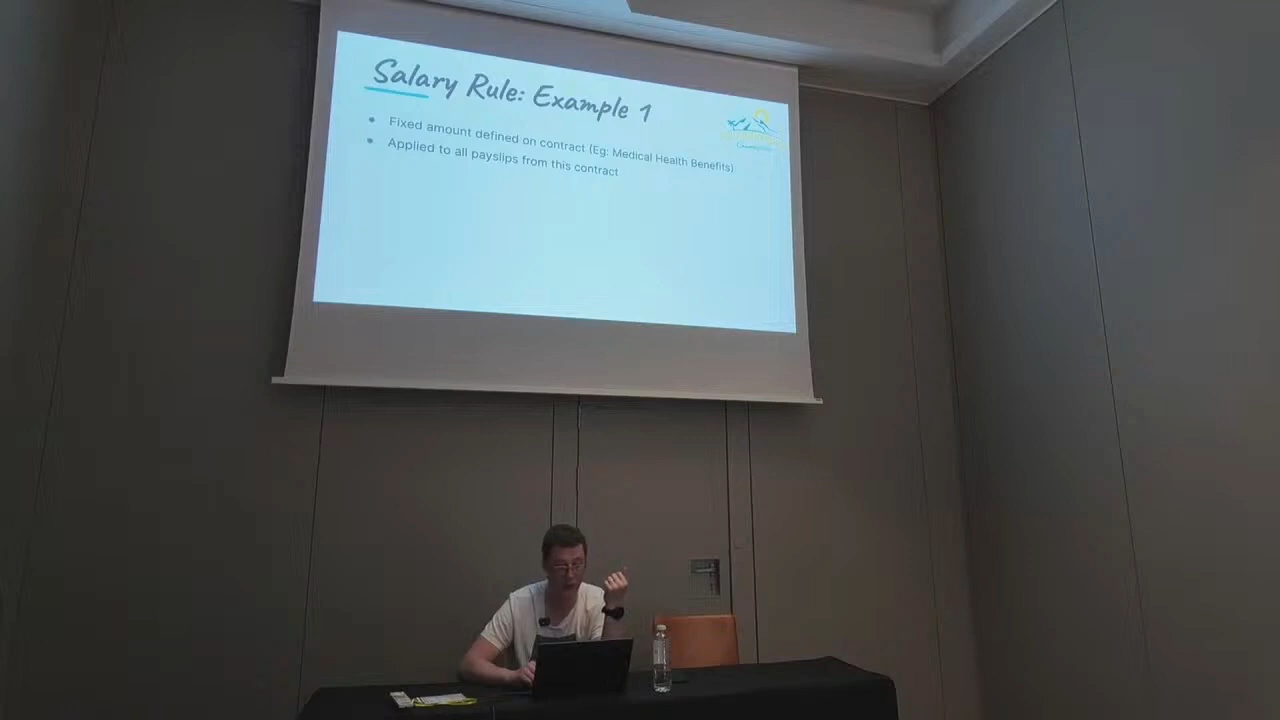 Salary Rule: Example 1
Fixed amount defined on contract (Eg: Medical Health Benefits)
Applied to all payslips from this contract